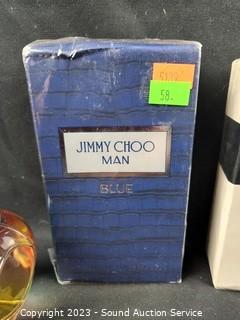 58.
JIMMY CHOO
MAN
BLUE
Copyright 2023 - Sound Auction Service